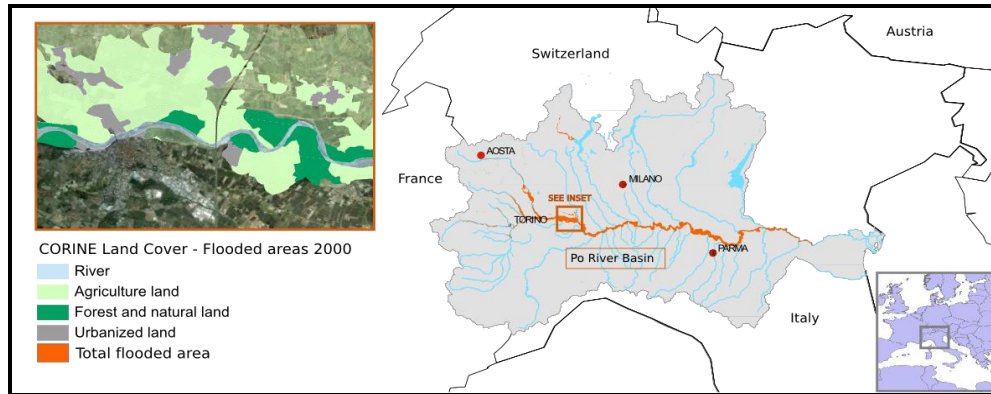 Switzerland
Austria
France
AOSTA
MILANO
SEE INSET
TORINO
PARMA
Po River Basin
Italy
CORINE Land Cover - Flooded areas 2000
River
Agriculture land
Forest and natural land
Urbanized land
Total flooded area